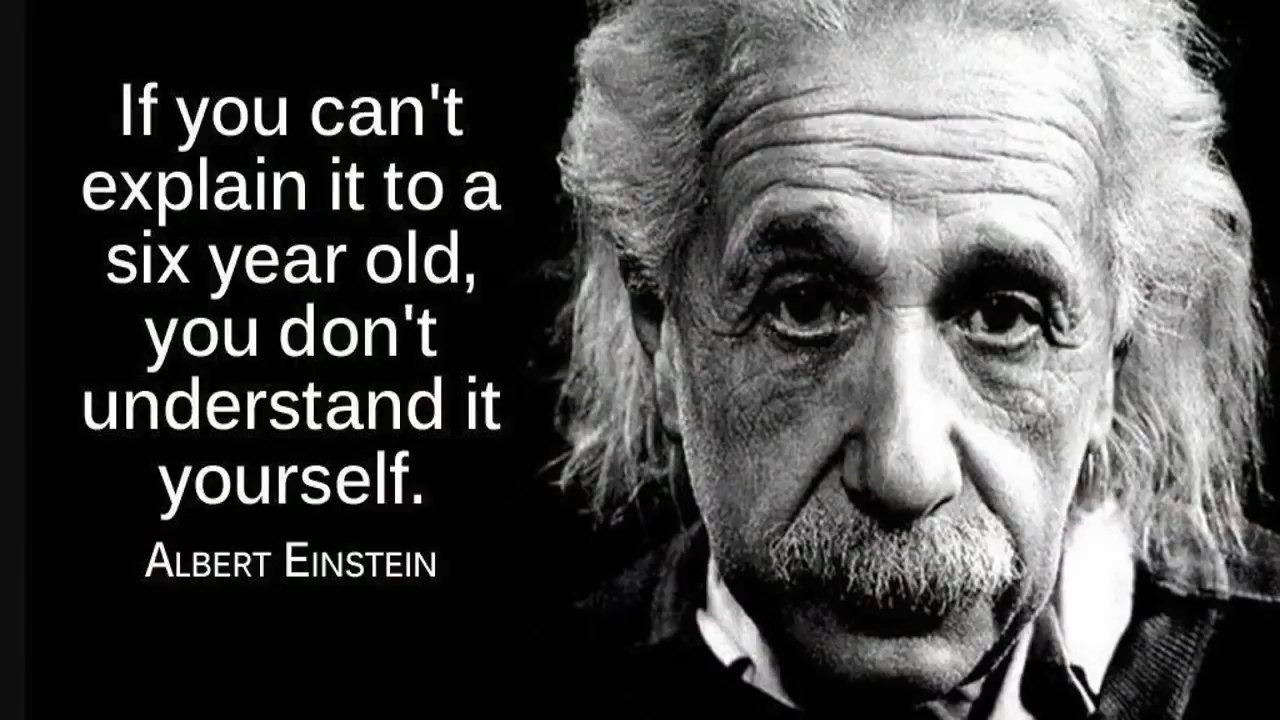 If you can't
explain it to a
six year old,
you don't
understand it
yourself.
ALBERT EINSTEIN